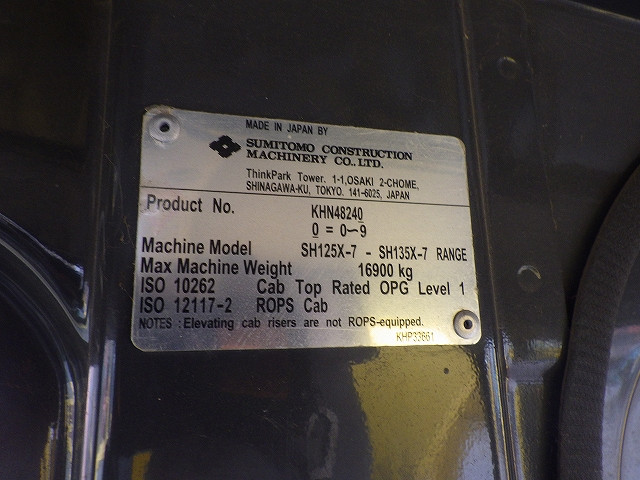 MADE IN JAPAN BY
SUMITOMO CONSTRUCTION
MACHINERY CO., LTD.
ThinkPark Tower. 1-1,OSAKI 2-CHOME,
SHINAGAWA-KU, TOKYO. 141-6025, JAPAN
Product No. KHN48240
0 = 0~9
Machine Model SH125X-7 - SH135X-7 RANGE
Max Machine Weight 16900 kg
ISO 10262 Cab Top Rated OPG Level 1
ISO 12117-2 ROPS Cab
NOTES : Elevating cab risers are not ROPS-equipped.
KHP33661